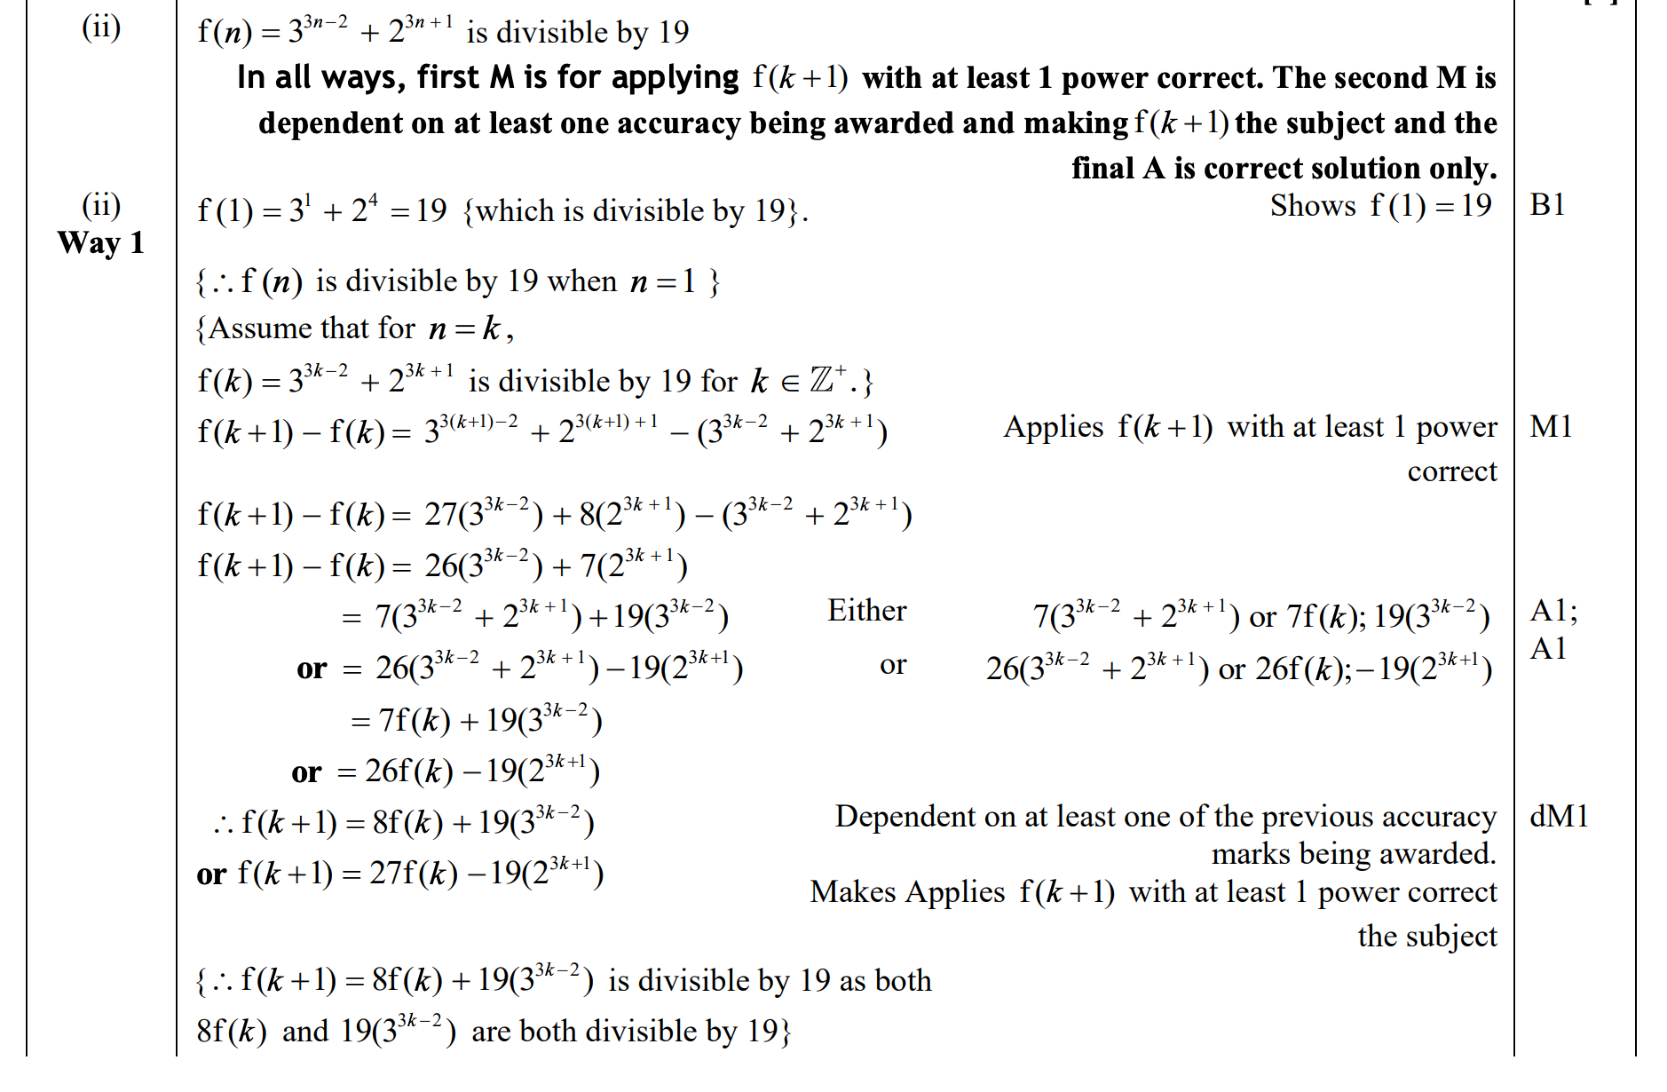 (ii) f(n) = 3^{3n−2} + 2^{3n+1} is divisible by 19
In all ways, first M is for applying f(k+1) with at least 1 power correct. The second M is
dependent on at least one accuracy being awarded and making f(k+1) the subject and the
final A is correct solution only.
(ii) f(1) = 3^1 + 2^4 = 19 {which is divisible by 19}. Shows f(1) = 19 B1
Way 1
{∴ f(n) is divisible by 19 when n = 1 }
{Assume that for n = k,
f(k) = 3^{3k−2} + 2^{3k+1} is divisible by 19 for k ∈ ℤ⁺.}
f(k+1) − f(k) = 3^{3(k+1)−2} + 2^{3(k+1)+1} − (3^{3k−2} + 2^{3k+1}) Applies f(k+1) with at least 1 power M1
correct
f(k+1) − f(k) = 27(3^{3k−2}) + 8(2^{3k+1}) − (3^{3k−2} + 2^{3k+1})
f(k+1) − f(k) = 26(3^{3k−2}) + 7(2^{3k+1})
= 7(3^{3k−2} + 2^{3k+1}) + 19(3^{3k−2}) Either 7(3^{3k−2} + 2^{3k+1}) or 7f(k); 19(3^{3k−2}) A1;
or = 26(3^{3k−2} + 2^{3k+1}) − 19(2^{3k+1}) or 26(3^{3k−2} + 2^{3k+1}) or 26f(k); −19(2^{3k+1}) A1
= 7f(k) + 19(3^{3k−2})
or = 26f(k) − 19(2^{3k+1})
∴ f(k+1) = 8f(k) + 19(3^{3k−2}) Dependent on at least one of the previous accuracy dM1
marks being awarded.
or f(k+1) = 27f(k) − 19(2^{3k+1})
Makes Applies f(k+1) with at least 1 power correct
the subject
{∴ f(k+1) = 8f(k) + 19(3^{3k−2}) is divisible by 19 as both
8f(k) and 19(3^{3k−2}) are both divisible by 19}